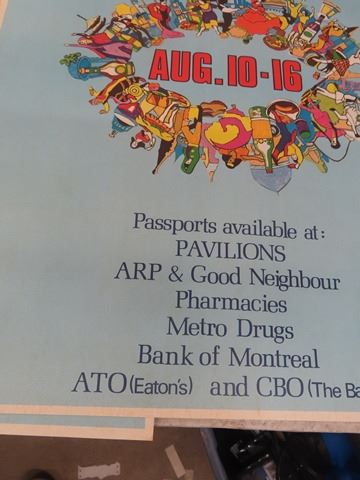 AUG. 10-16
Passports available at:
PAVILIONS
ARP & Good Neighbour
Pharmacies
Metro Drugs
Bank of Montreal
ATO (Eaton's) and CBO (The